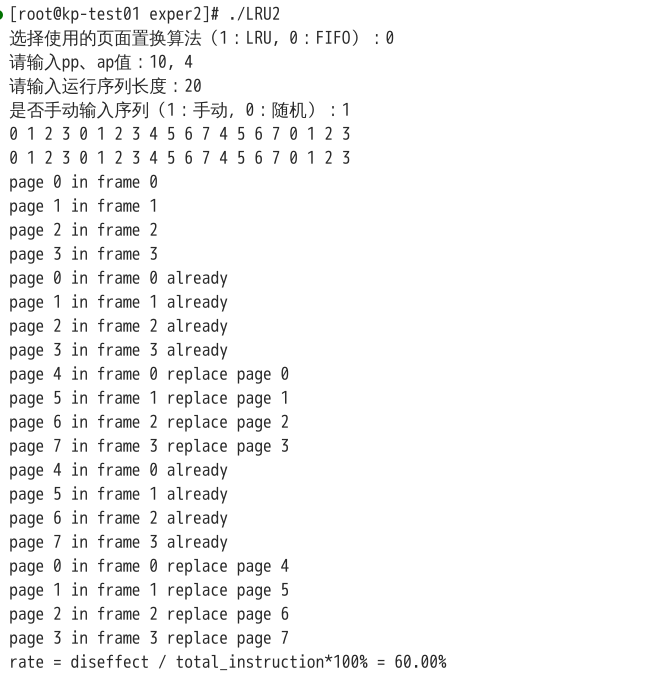 [root@kp-test01 exper2]# ./LRU2
选择使用的页面置换算法（1：LRU, 0：FIFO）：0
请输入pp、ap值：10, 4
请输入运行序列长度：20
是否手动输入序列（1：手动, 0：随机）：1
0 1 2 3 0 1 2 3 4 5 6 7 4 5 6 7 0 1 2 3
0 1 2 3 0 1 2 3 4 5 6 7 4 5 6 7 0 1 2 3
page 0 in frame 0
page 1 in frame 1
page 2 in frame 2
page 3 in frame 3
page 0 in frame 0 already
page 1 in frame 1 already
page 2 in frame 2 already
page 3 in frame 3 already
page 4 in frame 0 replace page 0
page 5 in frame 1 replace page 1
page 6 in frame 2 replace page 2
page 7 in frame 3 replace page 3
page 4 in frame 0 already
page 5 in frame 1 already
page 6 in frame 2 already
page 7 in frame 3 already
page 0 in frame 0 replace page 4
page 1 in frame 1 replace page 5
page 2 in frame 2 replace page 6
page 3 in frame 3 replace page 7
rate = diseffect / total_instruction*100% = 60.00%